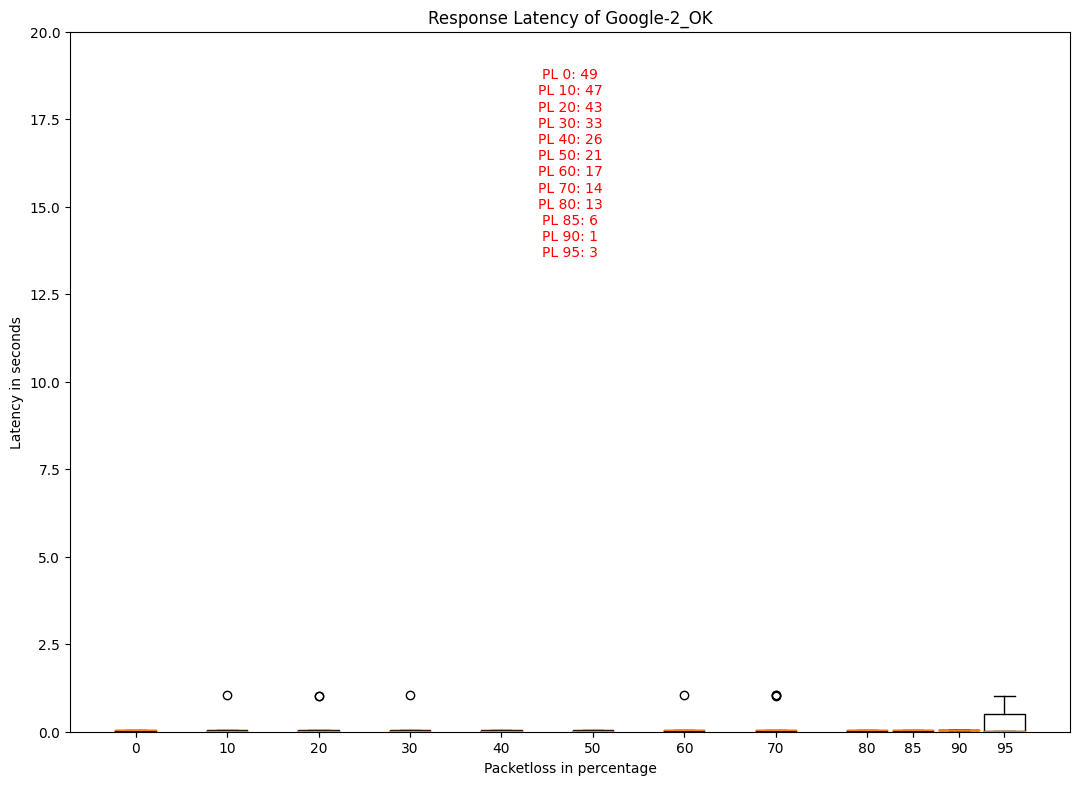 Response Latency of Google-2_OK
20.0
17.5
15.0
12.5
10.0
7.5
5.0
2.5
0.0
Latency in seconds
PL 0: 49
PL 10: 47
PL 20: 43
PL 30: 33
PL 40: 26
PL 50: 21
PL 60: 17
PL 70: 14
PL 80: 13
PL 85: 6
PL 90: 1
PL 95: 3
0 10 20 30 40 50 60 70 80 85 90 95
Packetloss in percentage